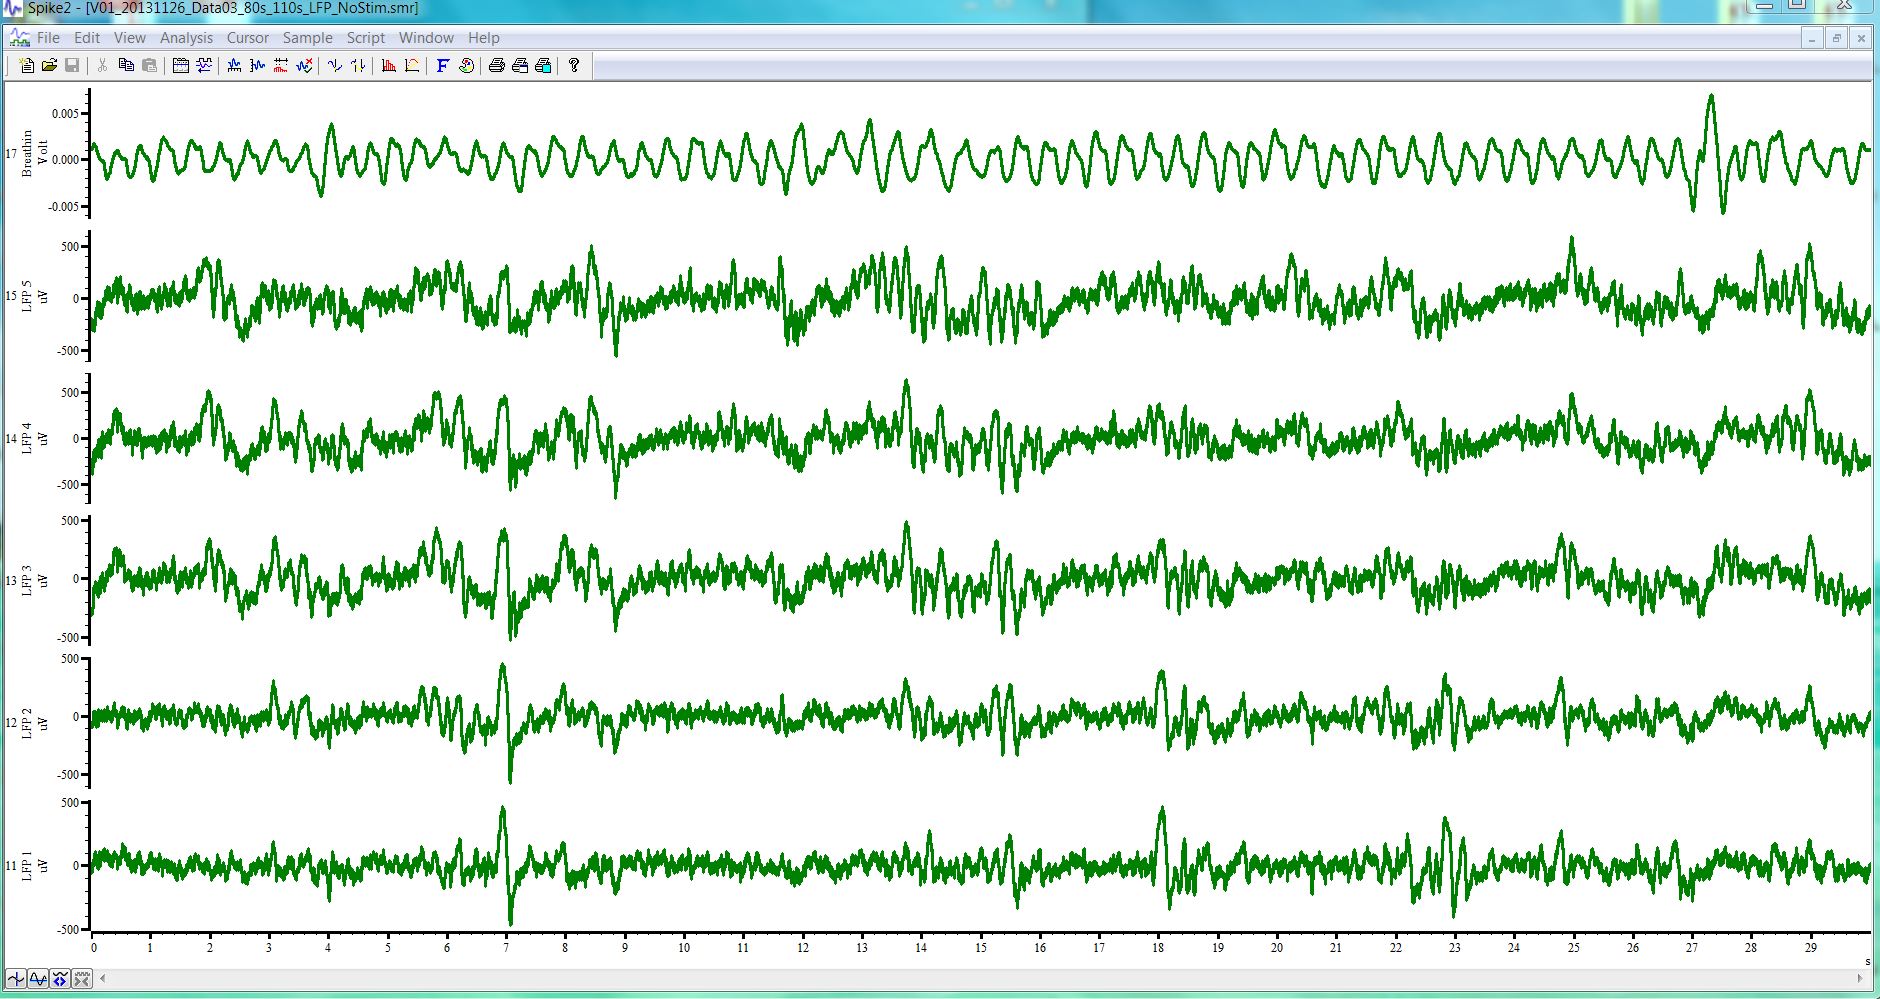 Spike2 - [V01_20131126_Data03_80s_110s_LFP_NoStim.smr]
File Edit View Analysis Cursor Sample Script Window Help
F ?
17
Breathin
Volt
0.005
0.000
-0.005
15
LFP 5
uV
500
0
-500
14
LFP 4
uV
500
0
-500
13
LFP 3
uV
500
0
-500
12
LFP 2
uV
500
0
-500
11
LFP 1
uV
500
0
-500
0 1 2 3 4 5 6 7 8 9 10 11 12 13 14 15 16 17 18 19 20 21 22 23 24 25 26 27 28 29
s